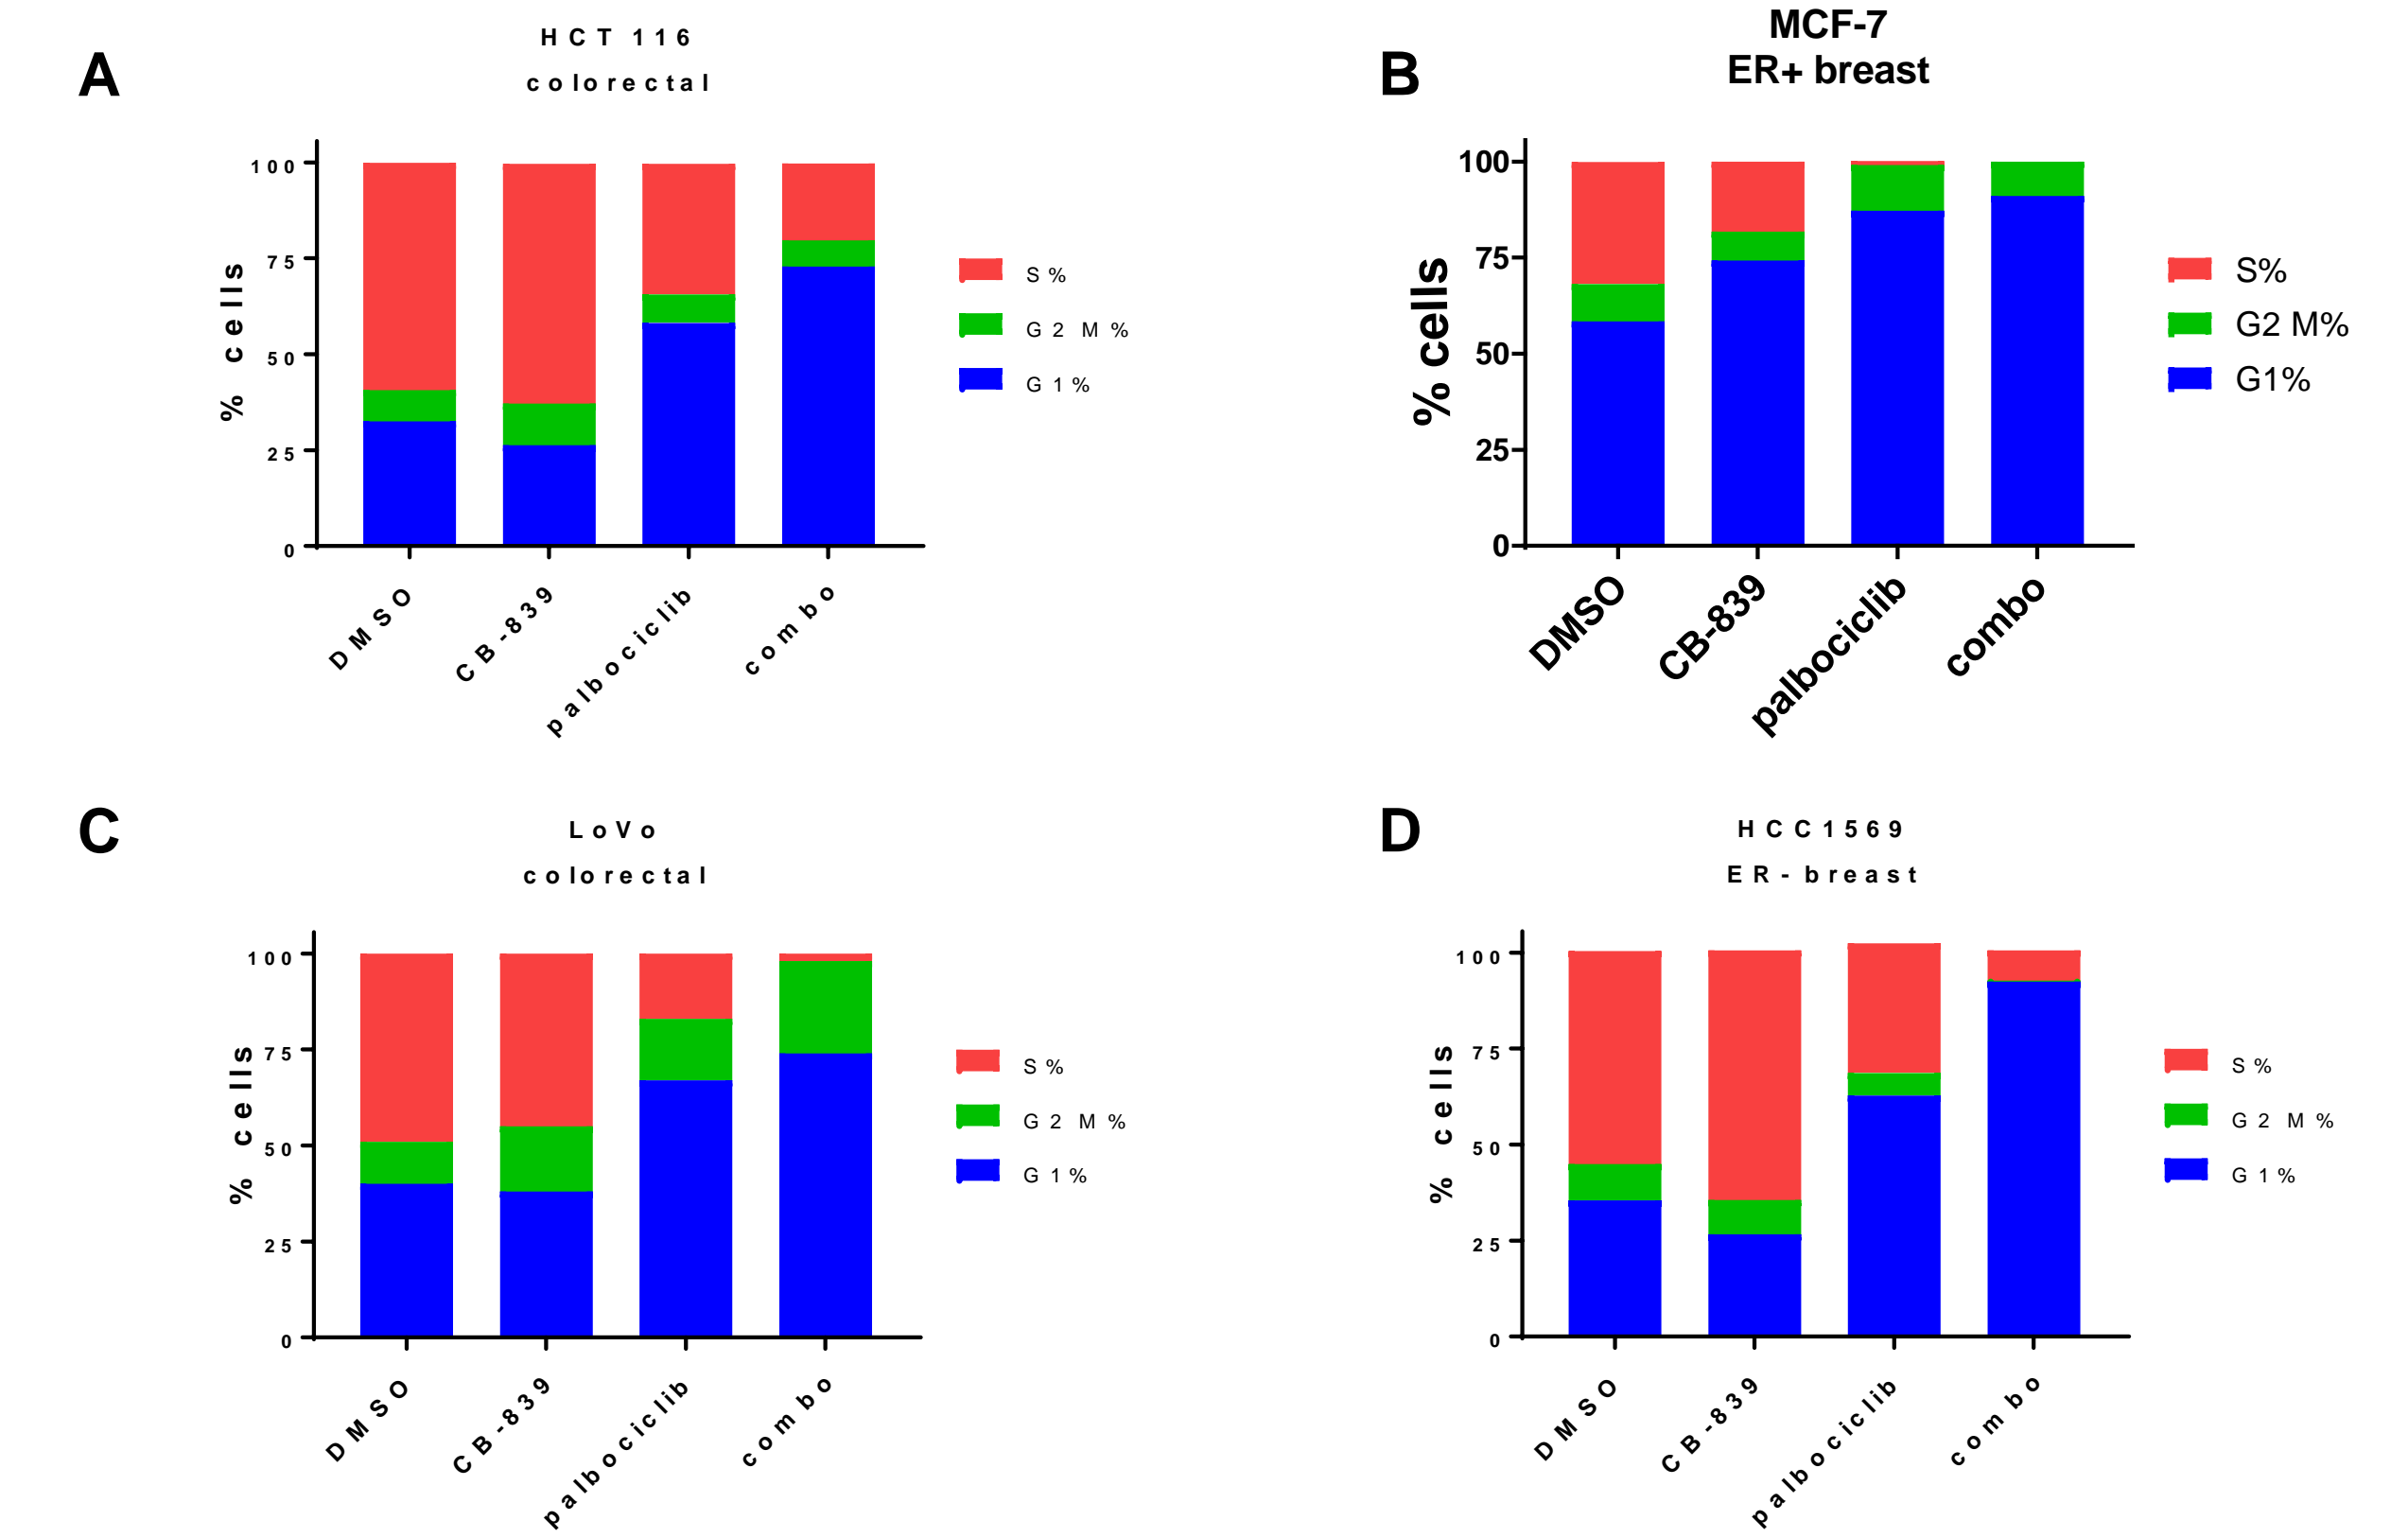 A
HCT 116
colorectal
% cells
100
75
50
25
0
DMSO
CB-839
palbociclib
combo
S%
G2 M%
G1%
B
MCF-7
ER+ breast
% cells
100
75
50
25
0
DMSO
CB-839
palbociclib
combo
S%
G2 M%
G1%
C
LoVo
colorectal
% cells
100
75
50
25
0
DMSO
CB-839
palbociclib
combo
S%
G2 M%
G1%
D
HCC1569
ER- breast
% cells
100
75
50
25
0
DMSO
CB-839
palbociclib
combo
S%
G2 M%
G1%